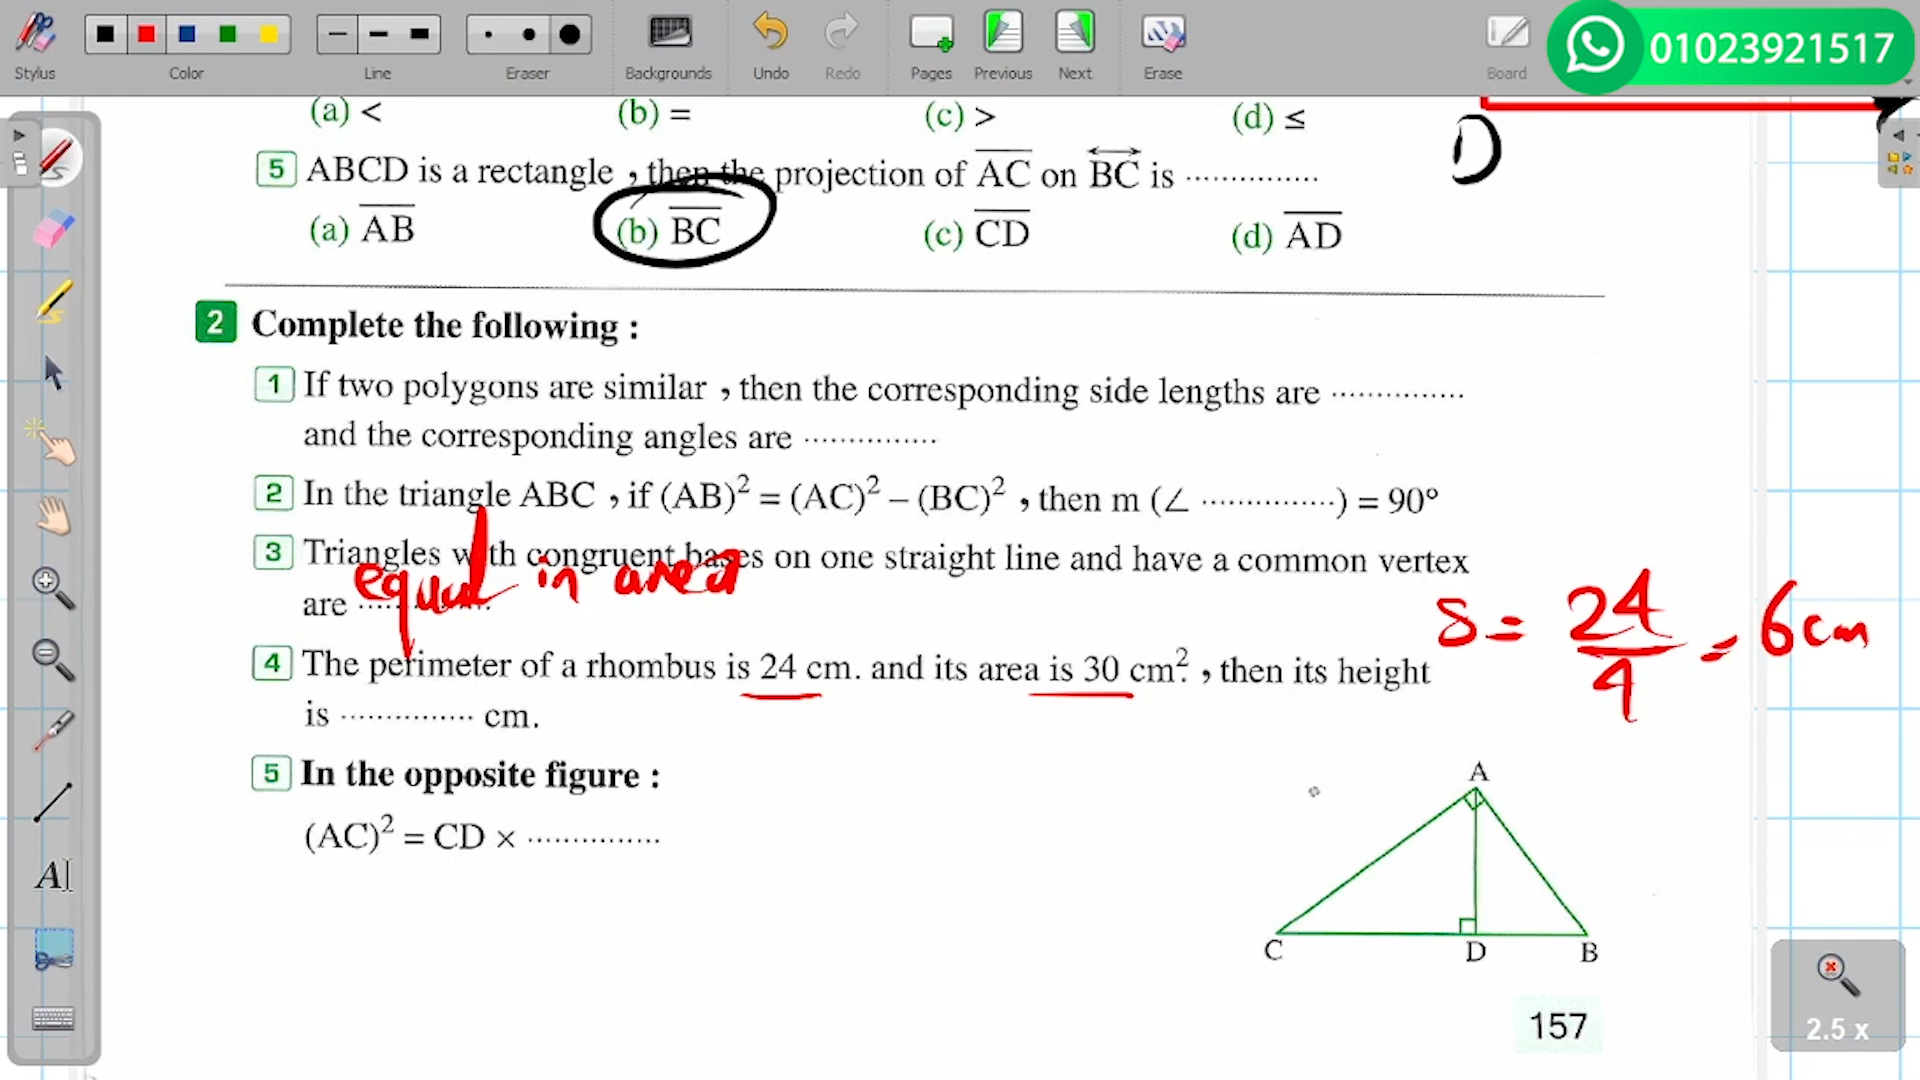 Stylus
Color
Line
Eraser
Backgrounds
Undo
Redo
Pages
Previous
Next
Erase
Board
01023921517
(a) < (b) = (c) > (d) ≤
D
5 ABCD is a rectangle , then the projection of AC on BC is ..............
(a) AB (b) BC (c) CD (d) AD
2 Complete the following :
1 If two polygons are similar , then the corresponding side lengths are ..............
and the corresponding angles are ..............
2 In the triangle ABC , if (AB)² = (AC)² – (BC)² , then m (∠ ..............) = 90°
3 Triangles with congruent bases on one straight line and have a common vertex
are ..............
equal in area
4 The perimeter of a rhombus is 24 cm. and its area is 30 cm². , then its height
is .............. cm.
S = 24/4 = 6cm
5 In the opposite figure :
(AC)² = CD × ..............
A
C D B
157
2.5 x